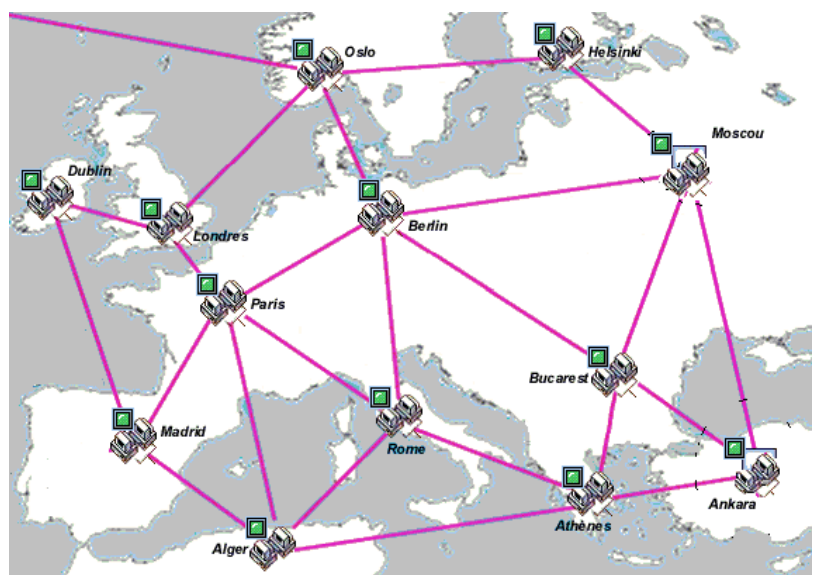 Oslo
Helsinki
Moscou
Dublin
Londres
Berlin
Paris
Bucarest
Madrid
Rome
Ankara
Athènes
Alger